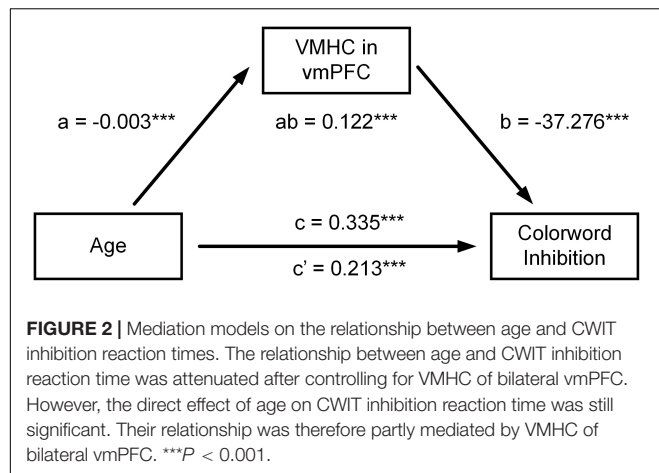 VMHC in
vmPFC
a = -0.003***
ab = 0.122***
b = -37.276***
Age
c = 0.335***
c' = 0.213***
Colorword
Inhibition
FIGURE 2 | Mediation models on the relationship between age and CWIT
inhibition reaction times. The relationship between age and CWIT inhibition
reaction time was attenuated after controlling for VMHC of bilateral vmPFC.
However, the direct effect of age on CWIT inhibition reaction time was still
significant. Their relationship was therefore partly mediated by VMHC of
bilateral vmPFC. ***P < 0.001.